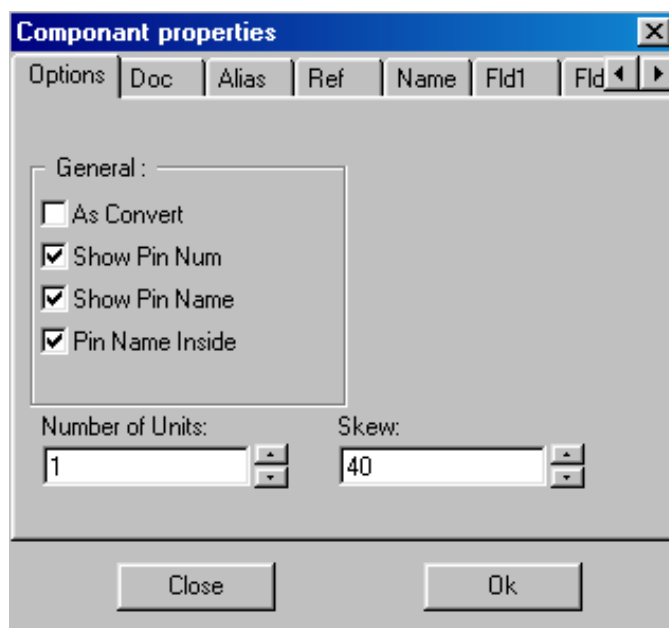 Componant properties
Options Doc Alias Ref Name Fld1 Fld
General :
As Convert
Show Pin Num
Show Pin Name
Pin Name Inside
Number of Units: Skew:
1 40
Close Ok